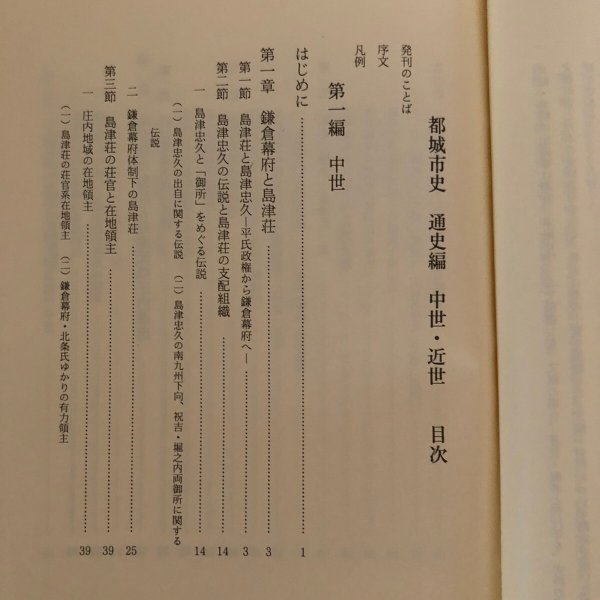 都城市史　通史編　中世・近世　目次
発刊のことば
序文
凡例
第一編　中世
はじめに……………………1
第一章　鎌倉幕府と島津荘……………………3
第一節　島津荘と島津忠久―平氏政権から鎌倉幕府へ―……………………3
第二節　島津忠久の伝説と島津荘の支配組織……………………14
一　島津忠久と「御所」をめぐる伝説……………………14
（一）島津忠久の出自に関する伝説　（二）島津忠久の南九州下向、祝吉・堀之内両御所に関する
伝説
二　鎌倉幕府体制下の島津荘……………………25
第三節　島津荘の荘官と在地領主……………………39
一　庄内地域の在地領主……………………39
（一）島津荘の荘官系在地領主　（二）鎌倉幕府・北条氏ゆかりの有力領主